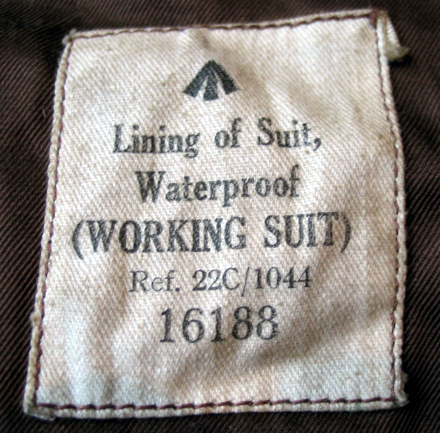 Lining of Suit,
Waterproof
(WORKING SUIT)
Ref. 22C/1044
16188